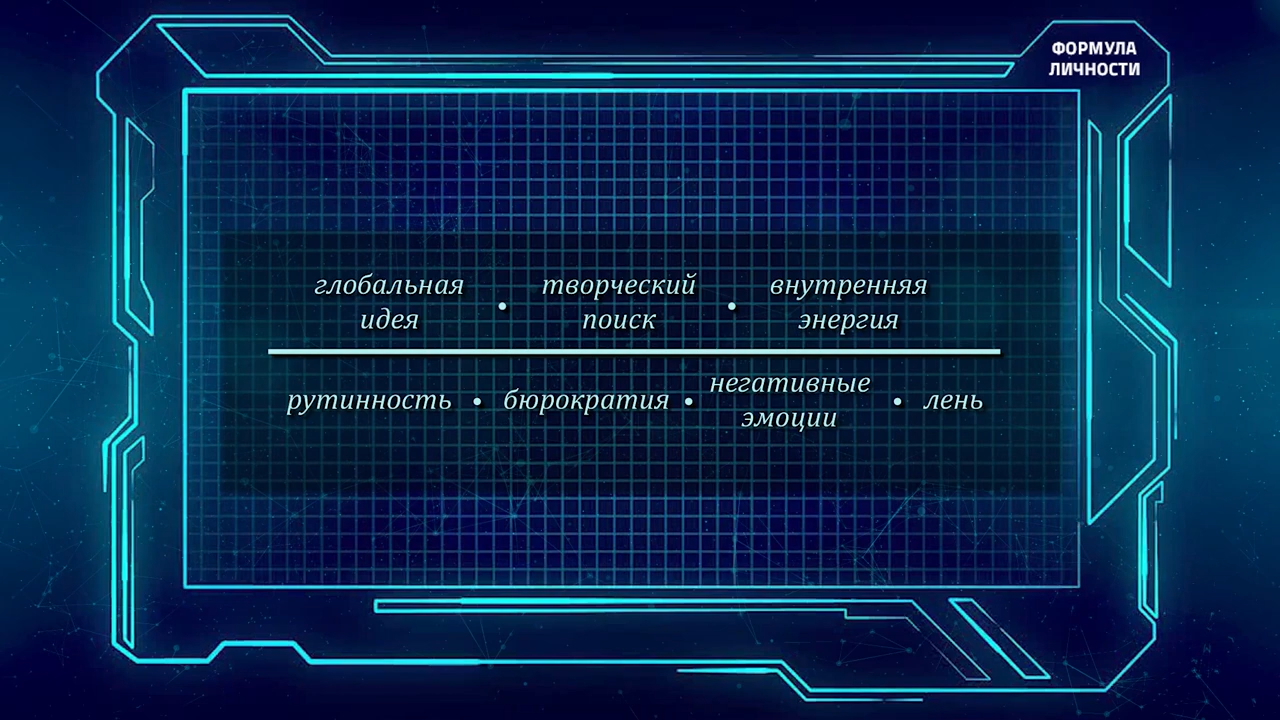 ФОРМУЛА
ЛИЧНОСТИ
глобальная идея • творческий поиск • внутренняя энергия
рутинность • бюрократия • негативные эмоции • лень